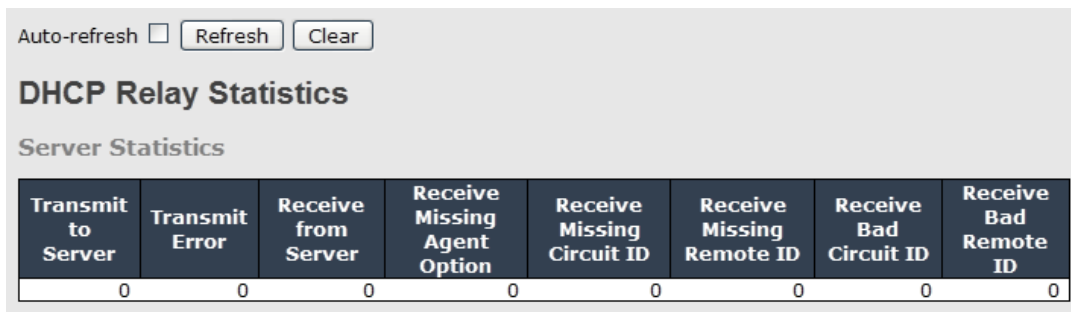 Auto-refresh Refresh Clear
DHCP Relay Statistics
Server Statistics
Transmit to Server Transmit Error Receive from Server Receive Missing Agent Option Receive Missing Circuit ID Receive Missing Remote ID Receive Bad Circuit ID Receive Bad Remote ID
0 0 0 0 0 0 0 0